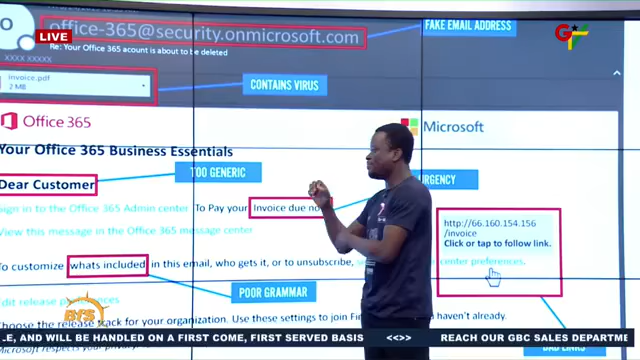 office-365@security.onmicrosoft.com
FAKE EMAIL ADDRESS
LIVE
Re: Your Office 365 acount is about to be deleted
XXXX XXXXX
invoice.pdf
2 MB
CONTAINS VIRUS
Office 365
Microsoft
Your Office 365 Business Essentials
TOO GENERIC
URGENCY
Dear Customer
Sign in to the Office 365 Admin center To Pay your Invoice due no
View this message in the Office 365 message center
http://66.160.154.156
/invoice
Click or tap to follow link.
To customize whats included in this email, who gets it, or to unsubscribe, center preferences.
POOR GRAMMAR
Edit release
Choose the release track for your organization. Use these settings to join Fi haven't already.
BTS
LE, AND WILL BE HANDLED ON A FIRST COME, FIRST SERVED BASIS <<>> REACH OUR GBC SALES DEPARTME
BAD LINKS
Microsoft respects your